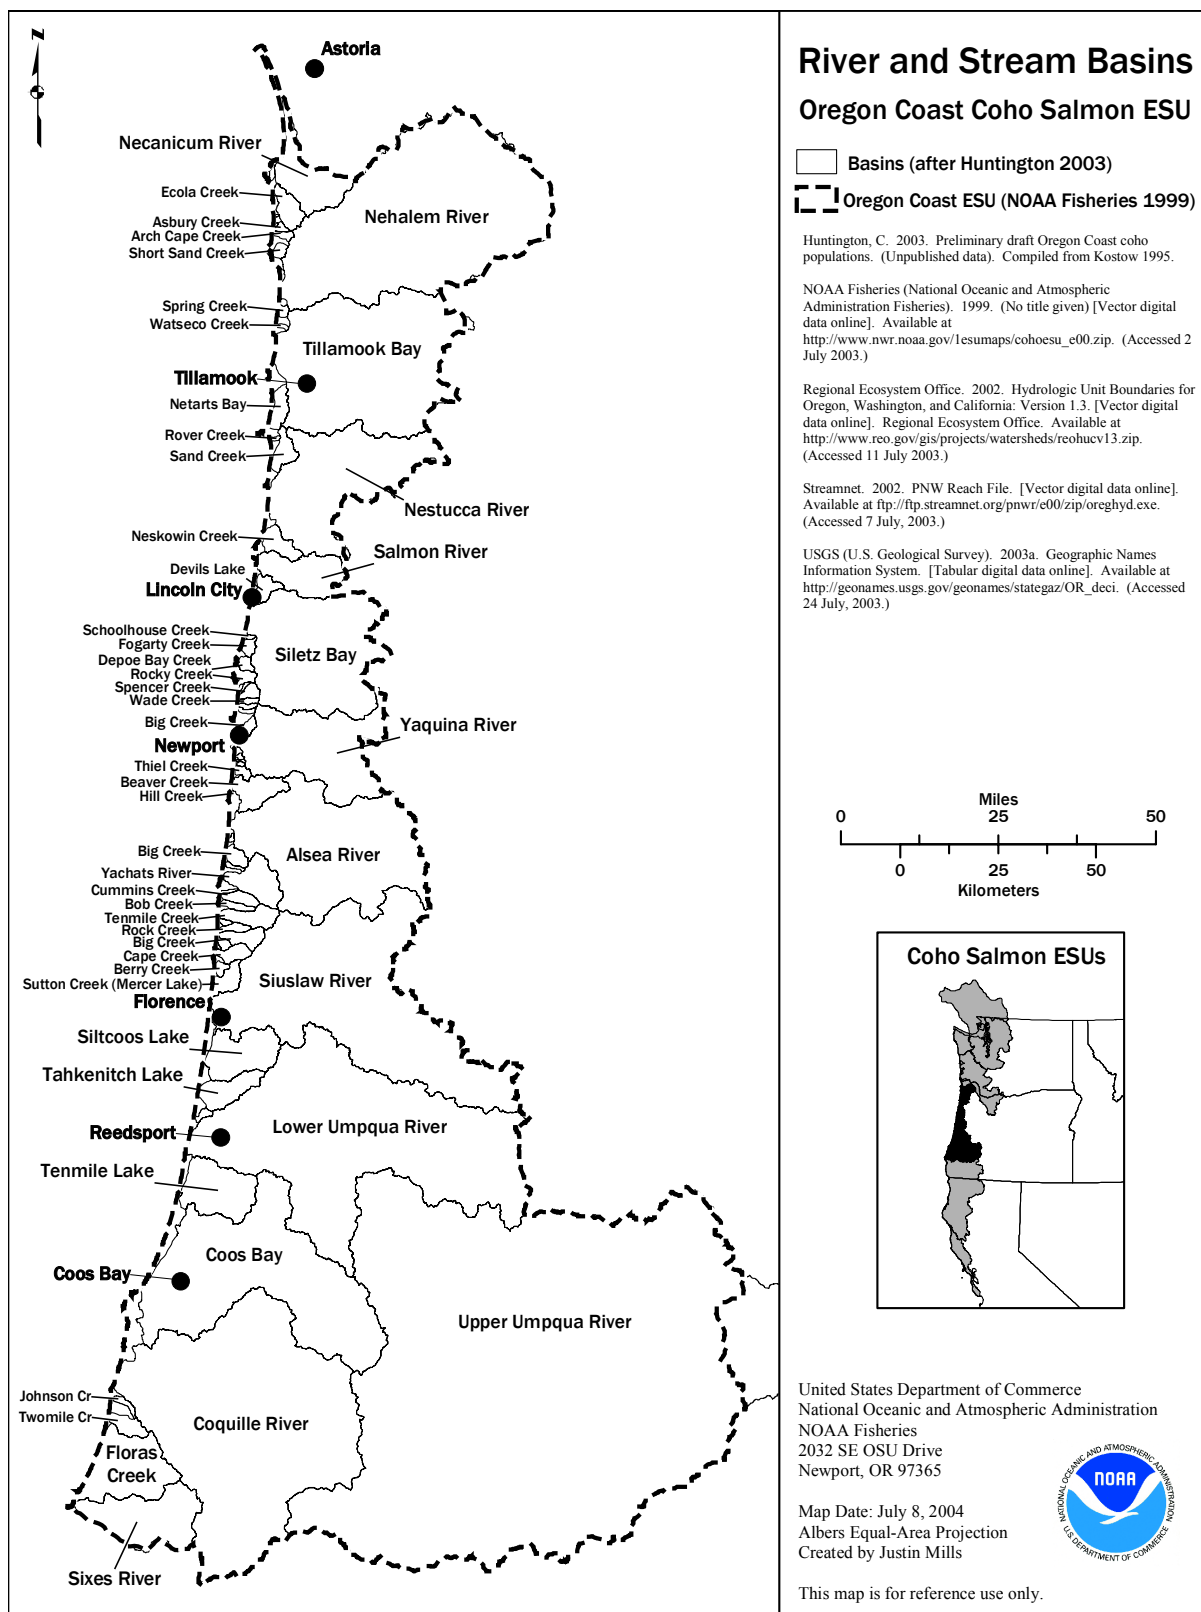 N
Astoria
Necanicum River
Ecola Creek
Nehalem River
Asbury Creek
Arch Cape Creek
Short Sand Creek
Spring Creek
Watseco Creek
Tillamook Bay
Tillamook
Netarts Bay
Rover Creek
Sand Creek
Nestucca River
Neskowin Creek
Salmon River
Devils Lake
Lincoln City
Schoolhouse Creek
Fogarty Creek
Siletz Bay
Depoe Bay Creek
Rocky Creek
Spencer Creek
Wade Creek
Big Creek
Yaquina River
Newport
Thiel Creek
Beaver Creek
Hill Creek
Big Creek
Alsea River
Yachats River
Cummins Creek
Bob Creek
Tenmile Creek
Rock Creek
Big Creek
Cape Creek
Berry Creek
Sutton Creek (Mercer Lake)
Siuslaw River
Florence
Siltcoos Lake
Tahkenitch Lake
Lower Umpqua River
Reedsport
Tenmile Lake
Coos Bay
Coos Bay
Upper Umpqua River
Johnson Cr
Twomile Cr
Coquille River
Floras
Creek
Sixes River
River and Stream Basins
Oregon Coast Coho Salmon ESU
Basins (after Huntington 2003)
Oregon Coast ESU (NOAA Fisheries 1999)
Huntington, C. 2003. Preliminary draft Oregon Coast coho
populations. (Unpublished data). Compiled from Kostow 1995.
NOAA Fisheries (National Oceanic and Atmospheric
Administration Fisheries). 1999. (No title given) [Vector digital
data online]. Available at
http://www.nwr.noaa.gov/1esumaps/cohoesu_e00.zip. (Accessed 2
July 2003.)
Regional Ecosystem Office. 2002. Hydrologic Unit Boundaries for
Oregon, Washington, and California: Version 1.3. [Vector digital
data online]. Regional Ecosystem Office. Available at
http://www.reo.gov/gis/projects/watersheds/reohucv13.zip.
(Accessed 11 July 2003.)
Streamnet. 2002. PNW Reach File. [Vector digital data online].
Available at ftp://ftp.streamnet.org/pnwr/e00/zip/oreghyd.exe.
(Accessed 7 July, 2003.)
USGS (U.S. Geological Survey). 2003a. Geographic Names
Information System. [Tabular digital data online]. Available at
http://geonames.usgs.gov/geonames/stategaz/OR_deci. (Accessed
24 July, 2003.)
Miles
0 25 50
0 25 50
Kilometers
Coho Salmon ESUs
United States Department of Commerce
National Oceanic and Atmospheric Administration
NOAA Fisheries
2032 SE OSU Drive
Newport, OR 97365
Map Date: July 8, 2004
Albers Equal-Area Projection
Created by Justin Mills
This map is for reference use only.
NATIONAL OCEANIC AND ATMOSPHERIC ADMINISTRATION
NOAA
U.S. DEPARTMENT OF COMMERCE